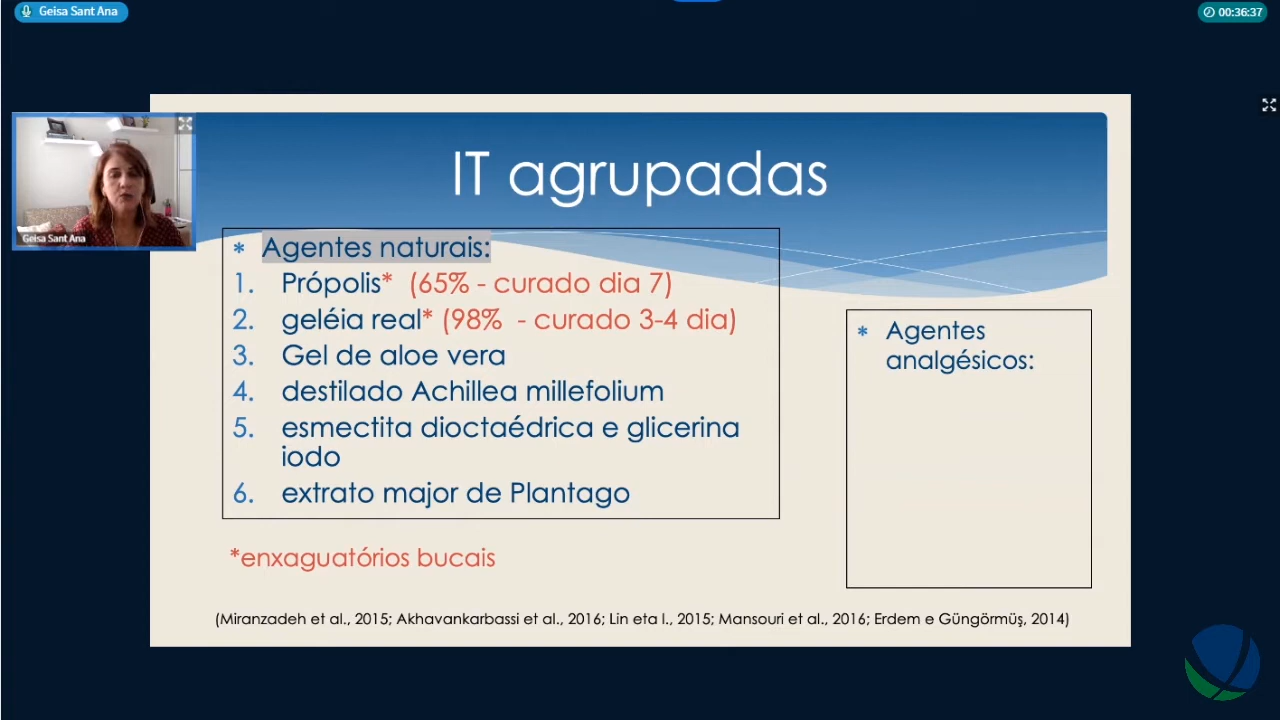 Geisa Sant Ana
00:36:37
Geisa Sant Ana
IT agrupadas
* Agentes naturais:
1. Própolis* (65% - curado dia 7)
2. geléia real* (98% - curado 3-4 dia)
3. Gel de aloe vera
4. destilado Achillea millefolium
5. esmectita dioctaédrica e glicerina
iodo
6. extrato major de Plantago
*enxaguatórios bucais
* Agentes
analgésicos:
(Miranzadeh et al., 2015; Akhavankarbassi et al., 2016; Lin eta l., 2015; Mansouri et al., 2016; Erdem e Güngörmüş, 2014)